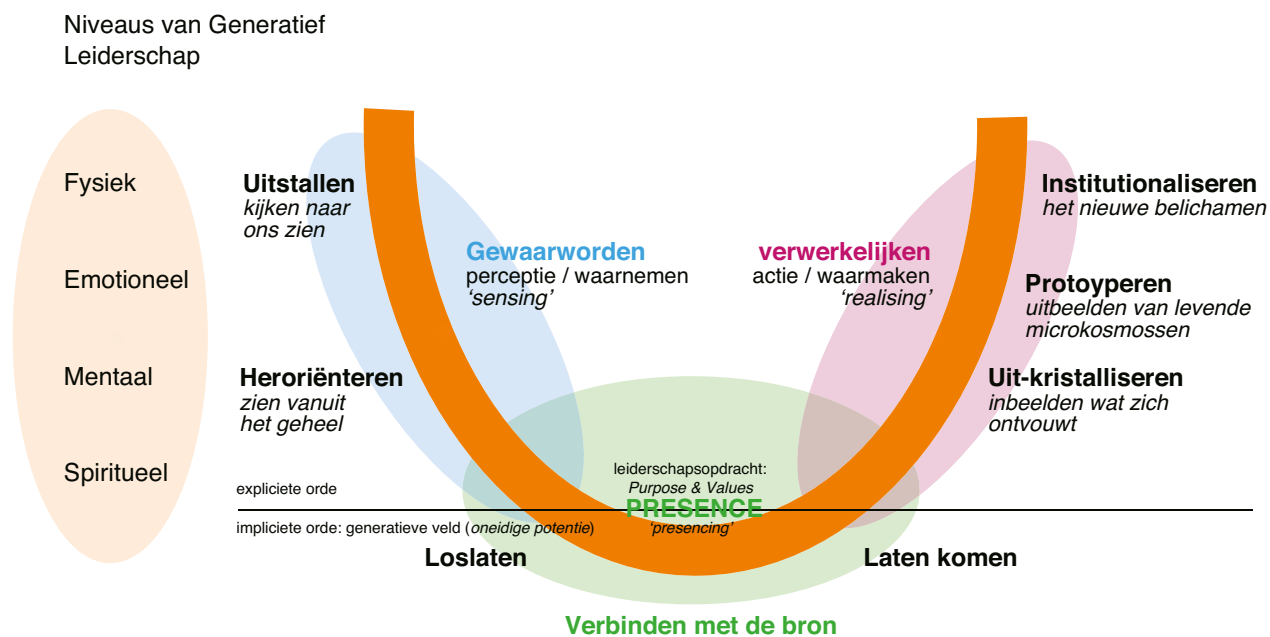 Niveaus van Generatief
Leiderschap
Fysiek
Emotioneel
Mentaal
Spiritueel
Uitstallen
kijken naar
ons zien
Gewaarworden
perceptie / waarnemen
‘sensing’
Heroriënteren
zien vanuit
het geheel
verwerkelijken
actie / waarmaken
‘realising’
Institutionaliseren
het nieuwe belichamen
Protoyperen
uitbeelden van levende
microkosmossen
Uit-kristalliseren
inbeelden wat zich
ontvouwt
leiderschapsopdracht:
Purpose & Values
PRESENCE
‘presencing’
expliciete orde
impliciete orde: generatieve veld (oneidige potentie)
Loslaten
Laten komen
Verbinden met de bron